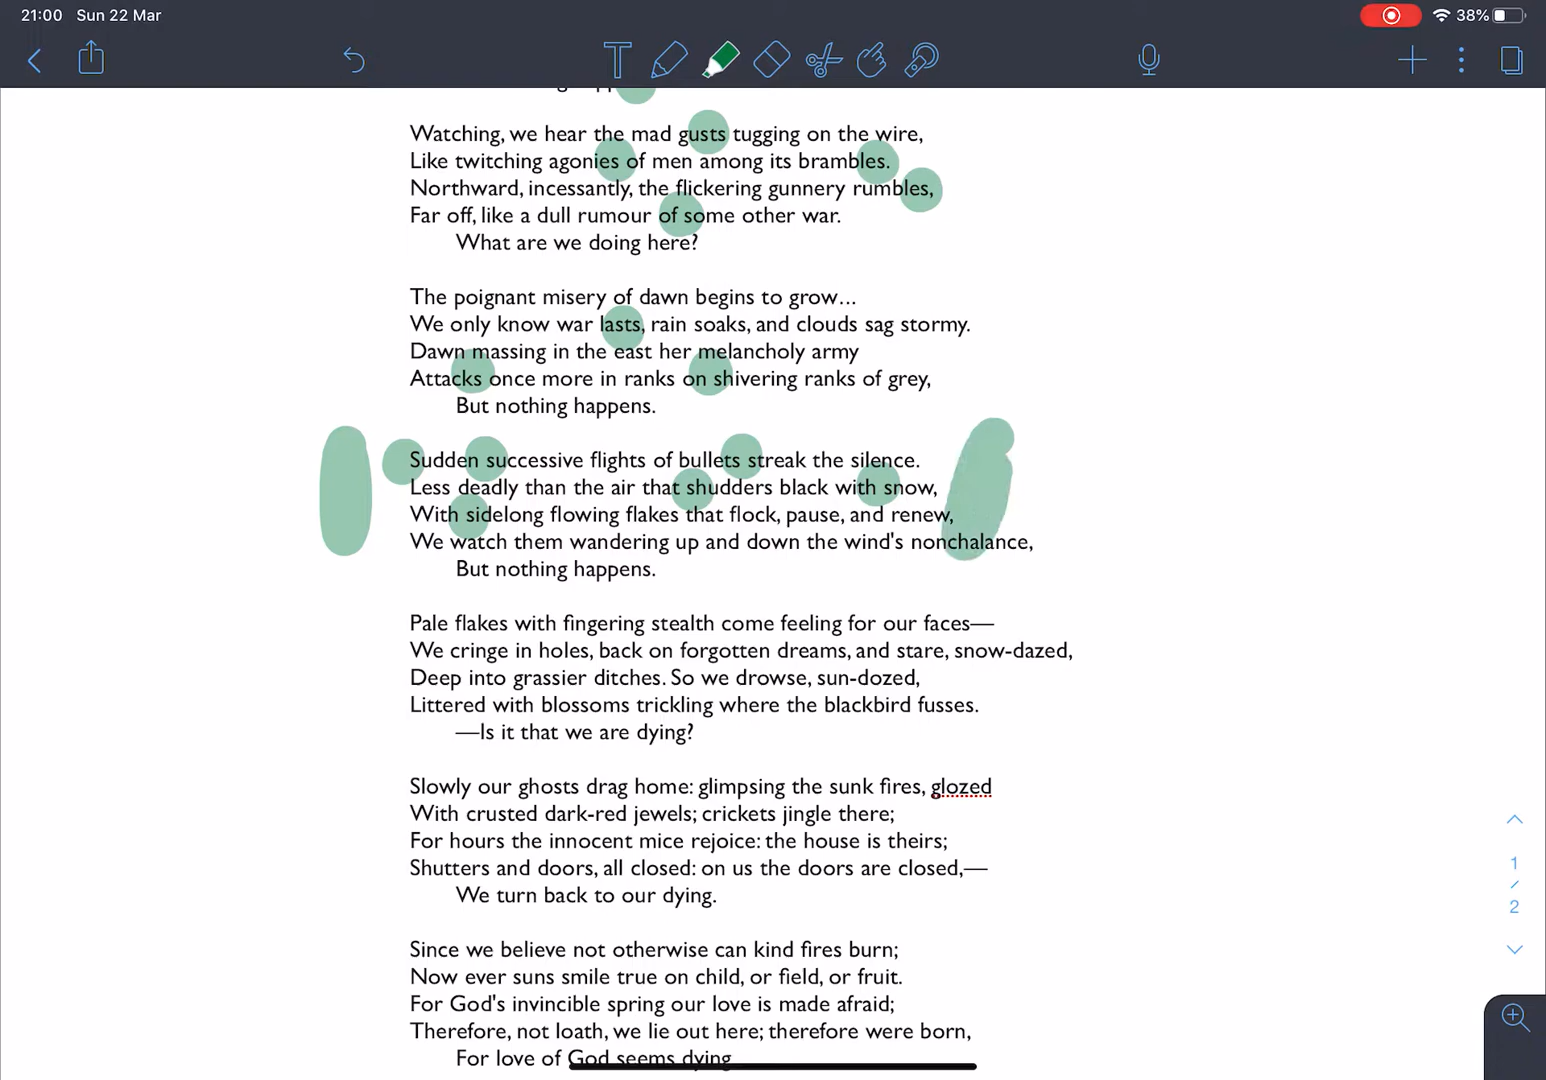 21:00 Sun 22 Mar
38%
Watching, we hear the mad gusts tugging on the wire,
Like twitching agonies of men among its brambles.
Northward, incessantly, the flickering gunnery rumbles,
Far off, like a dull rumour of some other war.
What are we doing here?
The poignant misery of dawn begins to grow...
We only know war lasts, rain soaks, and clouds sag stormy.
Dawn massing in the east her melancholy army
Attacks once more in ranks on shivering ranks of grey,
But nothing happens.
Sudden successive flights of bullets streak the silence.
Less deadly than the air that shudders black with snow,
With sidelong flowing flakes that flock, pause, and renew,
We watch them wandering up and down the wind's nonchalance,
But nothing happens.
Pale flakes with fingering stealth come feeling for our faces—
We cringe in holes, back on forgotten dreams, and stare, snow-dazed,
Deep into grassier ditches. So we drowse, sun-dozed,
Littered with blossoms trickling where the blackbird fusses.
—Is it that we are dying?
Slowly our ghosts drag home: glimpsing the sunk fires, glozed
With crusted dark-red jewels; crickets jingle there;
For hours the innocent mice rejoice: the house is theirs;
Shutters and doors, all closed: on us the doors are closed,—
We turn back to our dying.
Since we believe not otherwise can kind fires burn;
Now ever suns smile true on child, or field, or fruit.
For God's invincible spring our love is made afraid;
Therefore, not loath, we lie out here; therefore were born,
For love of God seems dying
1
/
2